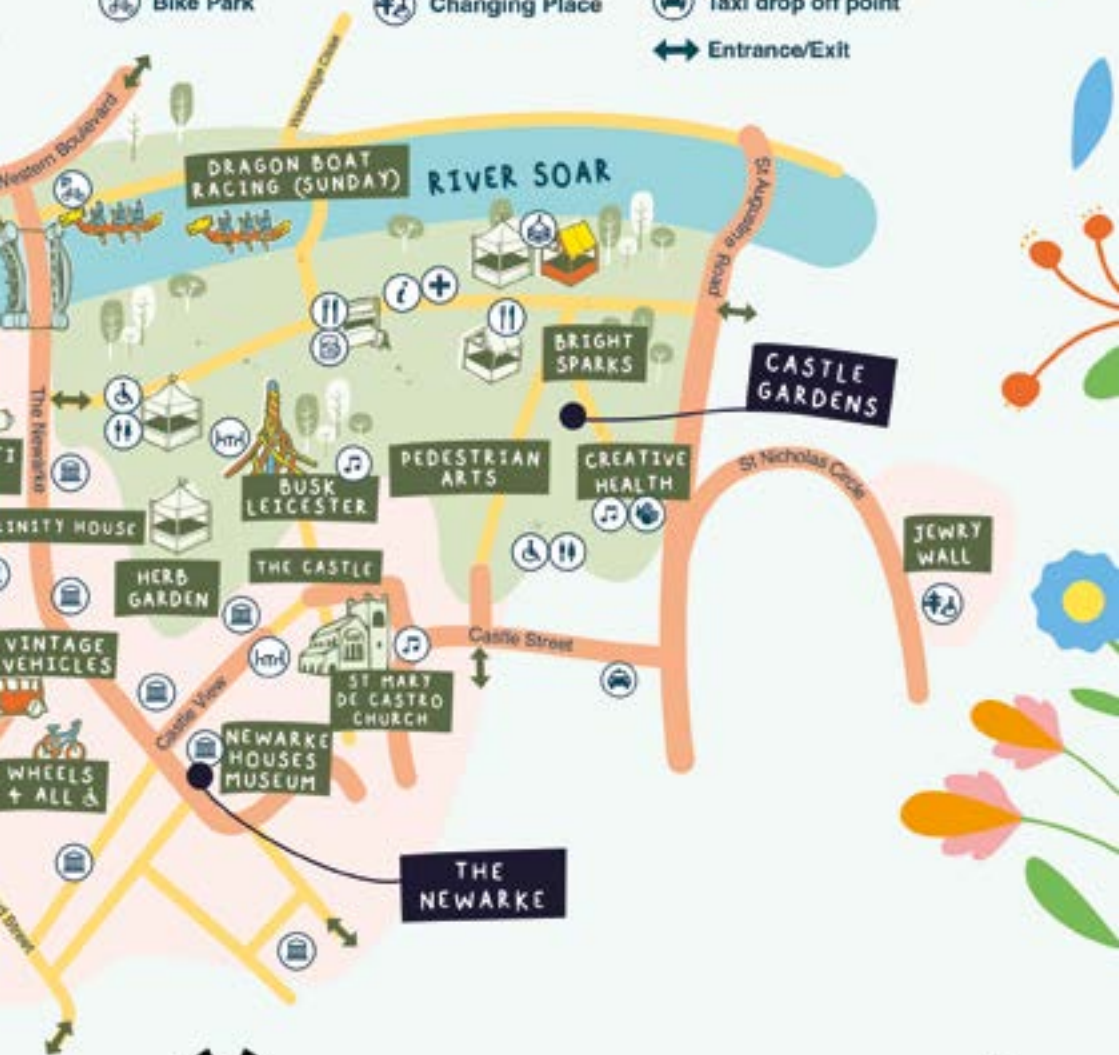 Bike Park
Changing Place
Taxi drop off point
Entrance/Exit
Western Boulevard
DRAGON BOAT
RACING (SUNDAY)
RIVER SOAR
St Augustine Road
BRIGHT
SPARKS
CASTLE
GARDENS
The Newarke
PEDESTRIAN
ARTS
CREATIVE
HEALTH
St Nicholas Circle
BUSK
LEICESTER
RINITY HOUSE
JEWRY
WALL
THE CASTLE
HERB
GARDEN
VINTAGE
VEHICLES
Castle Street
ST MARY
DE CASTRO
CHURCH
Castle View
NEWARKE
HOUSES
MUSEUM
WHEELS
+ ALL
THE
NEWARKE
Street